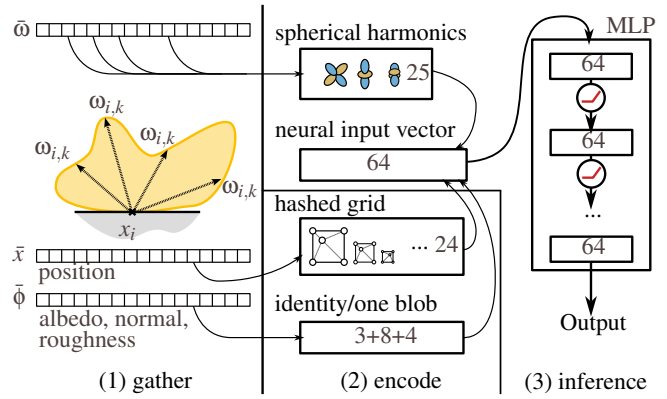 ω̄
ω_{i,k}
ω_{i,k}
ω_{i,k}
ω_{i,k}
x_i
x̄
position
ϕ̄
albedo, normal,
roughness
(1) gather
spherical harmonics
25
neural input vector
64
hashed grid
... 24
identity/one blob
3+8+4
(2) encode
MLP
64
64
...
64
Output
(3) inference